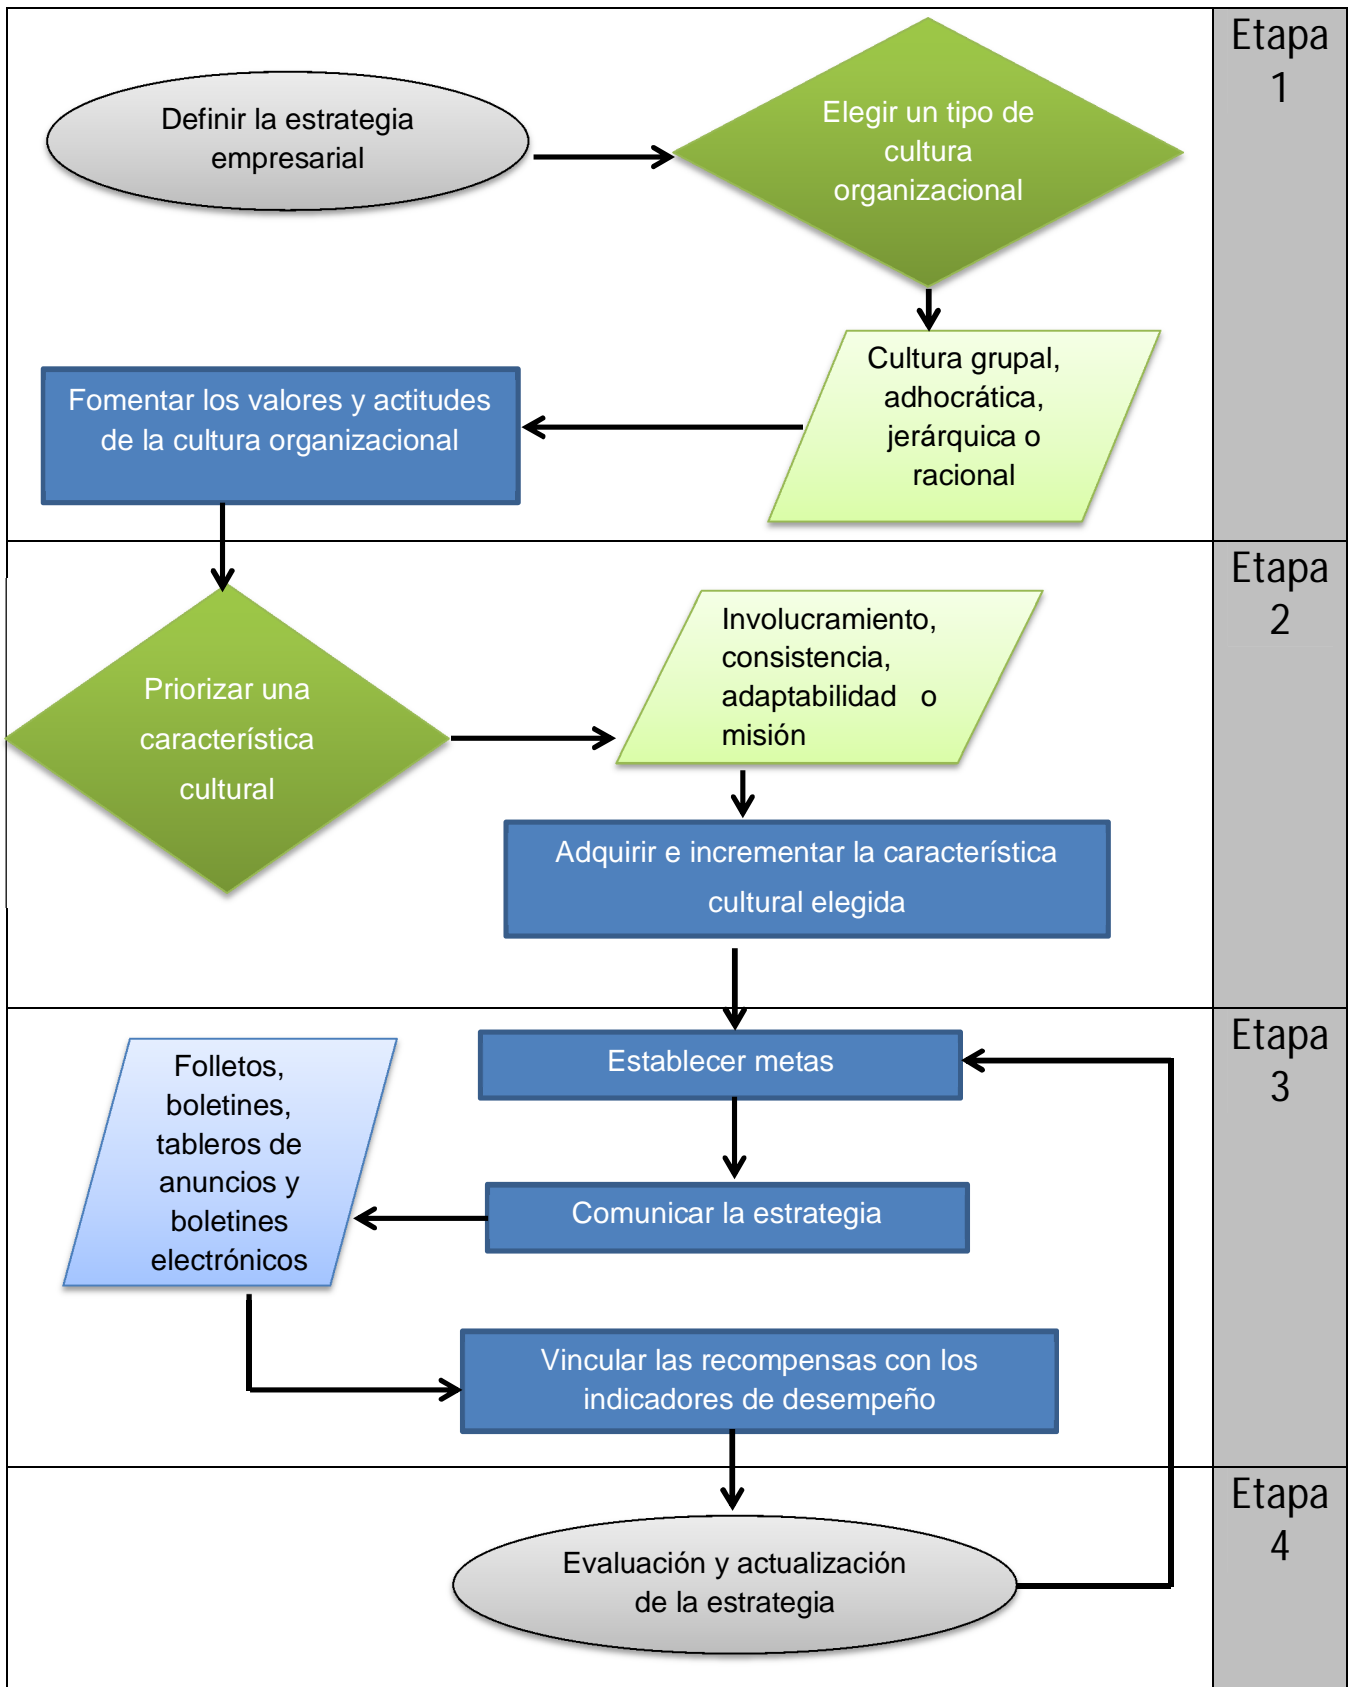 Etapa
1
Definir la estrategia
empresarial
Elegir un tipo de
cultura
organizacional
Cultura grupal,
adhocrática,
jerárquica o
racional
Fomentar los valores y actitudes
de la cultura organizacional
Etapa
2
Priorizar una
característica
cultural
Involucramiento,
consistencia,
adaptabilidad o
misión
Adquirir e incrementar la característica
cultural elegida
Etapa
3
Establecer metas
Comunicar la estrategia
Folletos,
boletines,
tableros de
anuncios y
boletines
electrónicos
Vincular las recompensas con los
indicadores de desempeño
Etapa
4
Evaluación y actualización
de la estrategia